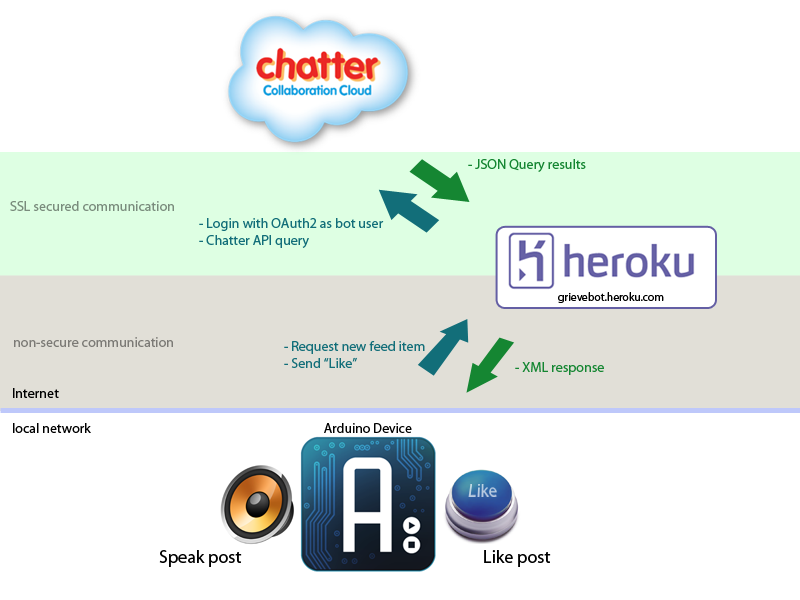 chatter
Collaboration Cloud
- JSON Query results
SSL secured communication
- Login with OAuth2 as bot user
- Chatter API query
heroku
grievebot.heroku.com
non-secure communication
- Request new feed item
- Send “Like”
- XML response
Internet
local network
Arduino Device
A
Like
Speak post
Like post